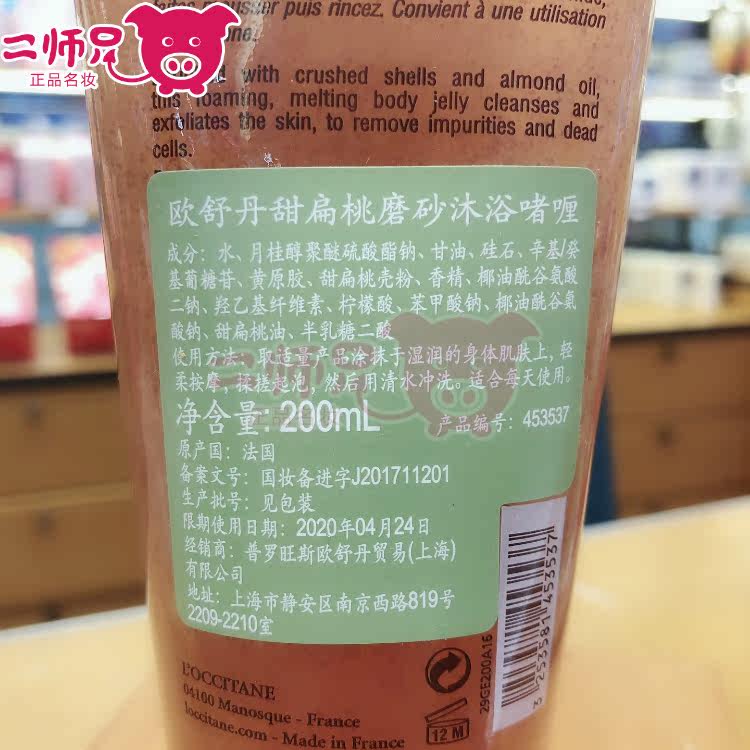 二师兄
正品名妆
puis rincez. Convient à une utilisation
with crushed shells and almond oil,
this foaming, melting body jelly cleanses and
exfoliates the skin, to remove impurities and dead
cells.
欧舒丹甜扁桃磨砂沐浴啫喱
成分：水、月桂醇聚醚硫酸酯钠、甘油、硅石、辛基/癸
基葡糖苷、黄原胶、甜扁桃壳粉、香精、椰油酰谷氨酸
二钠、羟乙基纤维素、柠檬酸、苯甲酸钠、椰油酰谷氨
酸钠、甜扁桃油、半乳糖二酸
使用方法：取适量产品涂抹于湿润的身体肌肤上，轻
柔按摩，揉搓起泡，然后用清水冲洗。适合每天使用。
净含量: 200mL
产品编号：453537
原产国：法国
备案文号：国妆备进字J201711201
生产批号：见包装
限期使用日期：2020年04月24日
经销商：普罗旺斯欧舒丹贸易(上海)
有限公司
地址：上海市静安区南京西路819号
2209-2210室
二师兄
正品名妆
L'OCCITANE
04100 Manosque - France
loccitane.com - Made in France
12 M
29GE200A16
3 253581 453537